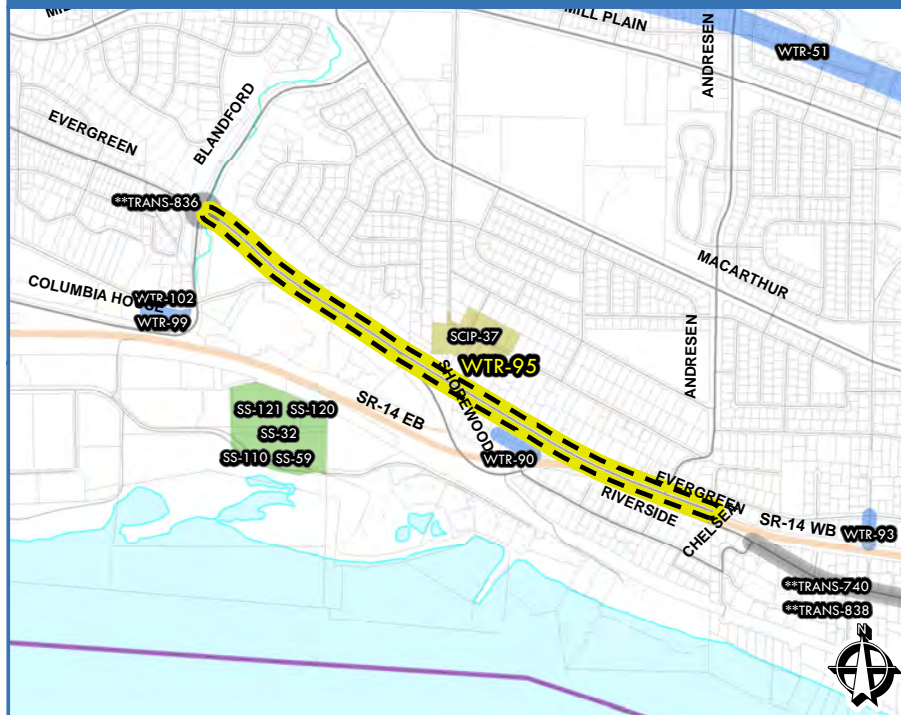 MIL
MILL PLAIN
ANDRESEN
WTR-51
BLANDFORD
EVERGREEN
**TRANS-836
MACARTHUR
COLUMBIA HOUSE
WTR-102
WTR-99
SCIP-37
WTR-95
ANDRESEN
SHOREWOOD
SR-14 EB
SS-121 SS-120
SS-32
SS-110 SS-59
WTR-90
EVERGREEN
RIVERSIDE
CHELSEA
SR-14 WB
WTR-93
**TRANS-740
**TRANS-838
N